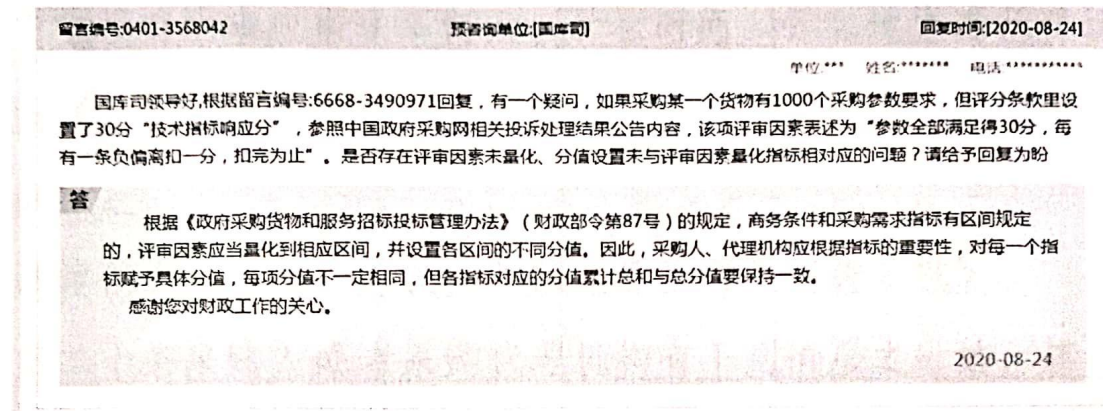 留言编号:0401-3568042 预咨询单位:[国库司] 回复时间:[2020-08-24]
单位:*** 姓名:******* 电话:***********
国库司领导好,根据留言编号:6668-3490971回复，有一个疑问，如果采购某一个货物有1000个采购参数要求，但评分条款里设
置了30分“技术指标响应分”，参照中国政府采购网相关投诉处理结果公告内容，该项评审因素表述为“参数全部满足得30分，每
有一条负偏离扣一分，扣完为止”。是否存在评审因素未量化、分值设置未与评审因素量化指标相对应的问题？请给予回复为盼
答
根据《政府采购货物和服务招标投标管理办法》（财政部令第87号）的规定，商务条件和采购需求指标有区间规定
的，评审因素应当量化到相应区间，并设置各区间的不同分值。因此，采购人、代理机构应根据指标的重要性，对每一个指
标赋予具体分值，每项分值不一定相同，但各指标对应的分值累计总和与总分值要保持一致。
感谢您对财政工作的关心。
2020-08-24